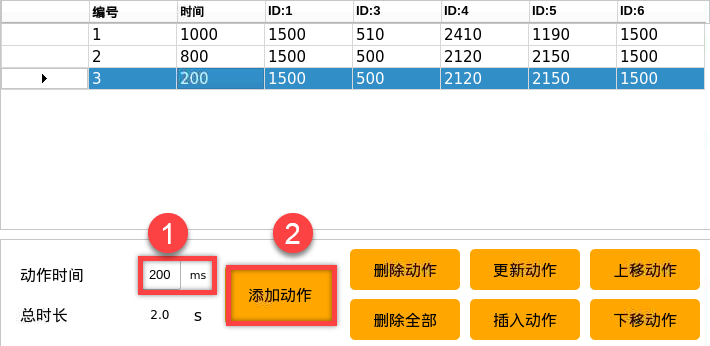 编号 时间 ID:1 ID:3 ID:4 ID:5 ID:6
1 1000 1500 510 2410 1190 1500
2 800 1500 500 2120 2150 1500
3 200 1500 500 2120 2150 1500
1 2
动作时间 200 ms 添加动作 删除动作 更新动作 上移动作
总时长 2.0 s 删除全部 插入动作 下移动作